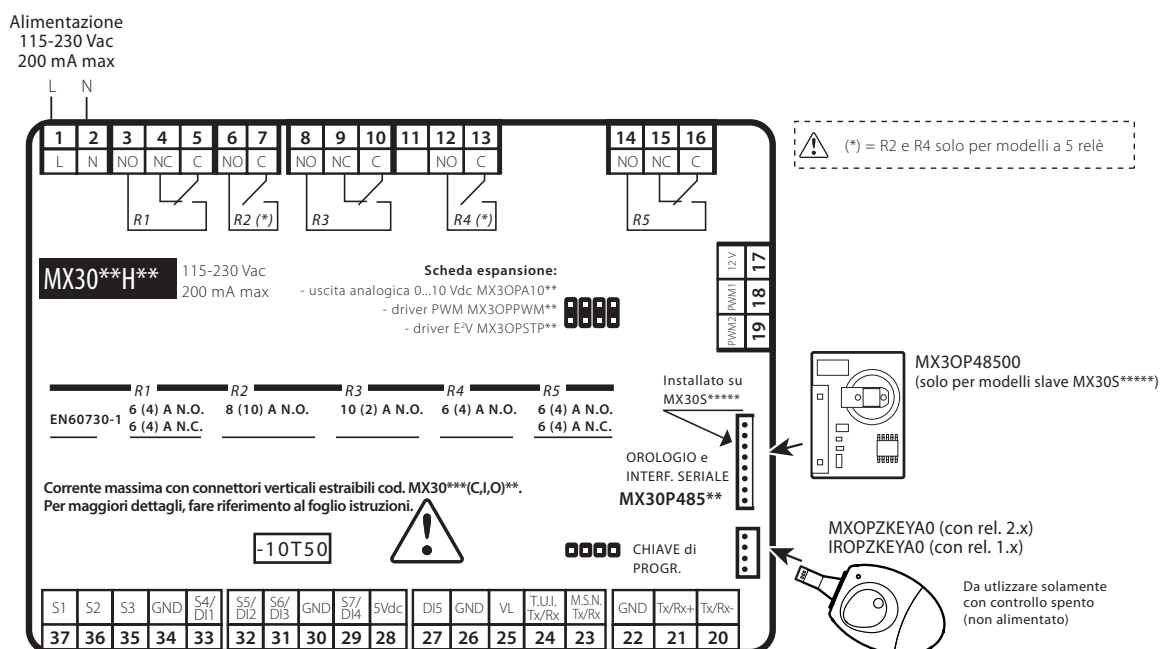 Alimentazione
115-230 Vac
200 mA max
L N
1 2 3 4 5 6 7 8 9 10 11 12 13 14 15 16
L N NO NC C NO C NO NC C NO C NO NC C
R1 R2 (*) R3 R4 (*) R5
(*) = R2 e R4 solo per modelli a 5 relè
MX30**H**
115-230 Vac
200 mA max
Scheda espansione:
- uscita analogica 0...10 Vdc MX3OPA10**
- driver PWM MX3OPPWM**
- driver E²V MX3OPSTP**
12 V 17
PWM1 18
PWM2 19
MX3OP48500
(solo per modelli slave MX30S*****)
R1 R2 R3 R4 R5
EN60730-1
6 (4) A N.O. 8 (10) A N.O. 10 (2) A N.O. 6 (4) A N.O. 6 (4) A N.O.
6 (4) A N.C. 6 (4) A N.C.
Installato su
MX30S*****
OROLOGIO e
INTERF. SERIALE
MX30P485**
Corrente massima con connettori verticali estraibili cod. MX30***(C,I,O)**.
Per maggiori dettagli, fare riferimento al foglio istruzioni.
-10T50
CHIAVE di
PROGR.
MXOPZKEYA0 (con rel. 2.x)
IROPZKEYA0 (con rel. 1.x)
Da utlizzare solamente
con controllo spento
(non alimentato)
S1 S2 S3 GND S4/DI1 S5/DI2 S6/DI3 GND S7/DI4 5Vdc DI5 GND VL T.U.I. Tx/Rx M.S.N. Tx/Rx GND Tx/Rx+ Tx/Rx-
37 36 35 34 33 32 31 30 29 28 27 26 25 24 23 22 21 20